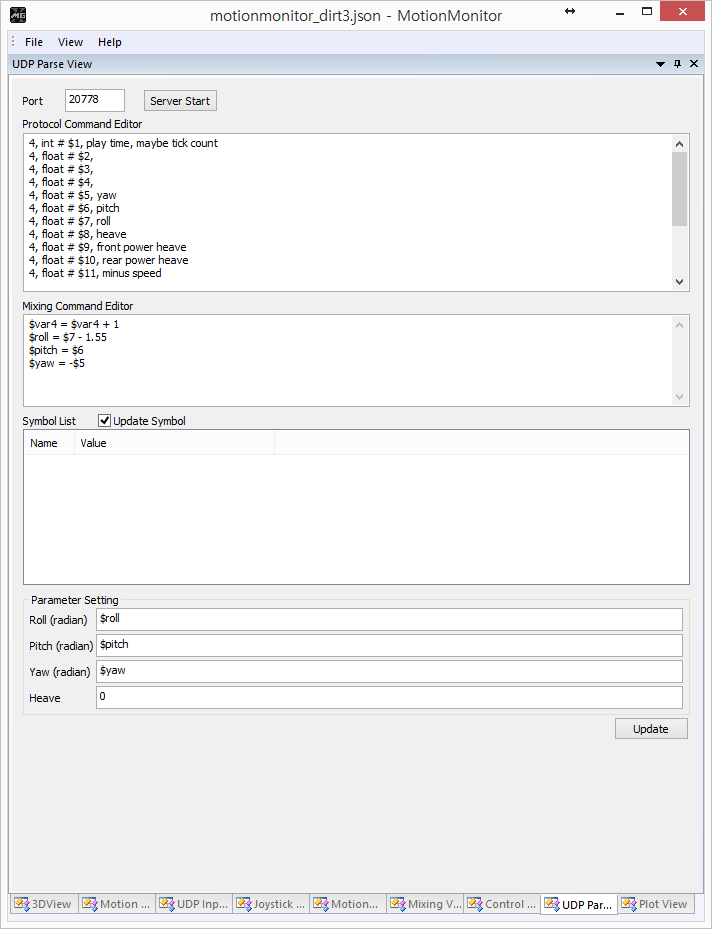 MG
motionmonitor_dirt3.json - MotionMonitor
File View Help
UDP Parse View
Port 20778 Server Start
Protocol Command Editor
4, int # $1, play time, maybe tick count
4, float # $2,
4, float # $3,
4, float # $4,
4, float # $5, yaw
4, float # $6, pitch
4, float # $7, roll
4, float # $8, heave
4, float # $9, front power heave
4, float # $10, rear power heave
4, float # $11, minus speed
Mixing Command Editor
$var4 = $var4 + 1
$roll = $7 - 1.55
$pitch = $6
$yaw = -$5
Symbol List Update Symbol
Name Value
Parameter Setting
Roll (radian) $roll
Pitch (radian) $pitch
Yaw (radian) $yaw
Heave 0
Update
3DView Motion ... UDP Inp... Joystick ... Motion... Mixing V... Control ... UDP Par... Plot View